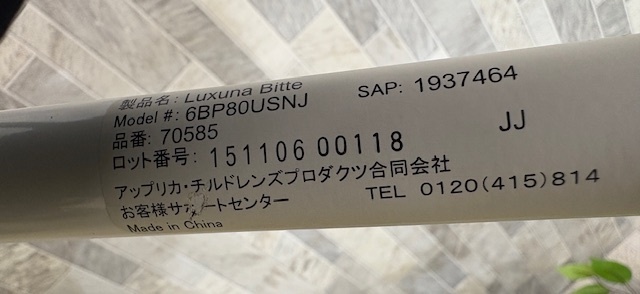 製品名: Luxuna Bitte
Model #: 6BP80USNJ SAP: 1937464
品番: 70585 JJ
ロット番号: 151106 00118
アップリカ・チルドレンズプロダクツ合同会社
お客様サポートセンター TEL 0120(415)814
Made in China